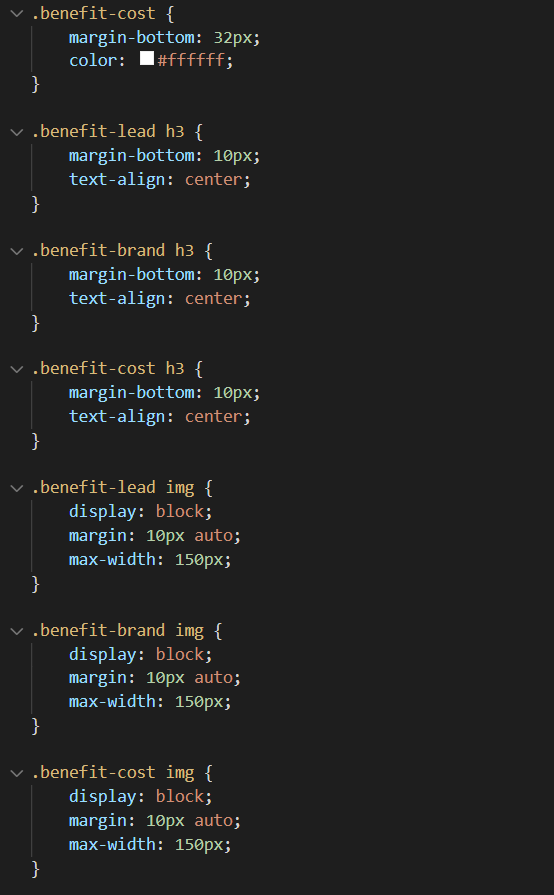 .benefit-cost {
    margin-bottom: 32px;
    color: #ffffff;
}

.benefit-lead h3 {
    margin-bottom: 10px;
    text-align: center;
}

.benefit-brand h3 {
    margin-bottom: 10px;
    text-align: center;
}

.benefit-cost h3 {
    margin-bottom: 10px;
    text-align: center;
}

.benefit-lead img {
    display: block;
    margin: 10px auto;
    max-width: 150px;
}

.benefit-brand img {
    display: block;
    margin: 10px auto;
    max-width: 150px;
}

.benefit-cost img {
    display: block;
    margin: 10px auto;
    max-width: 150px;
}